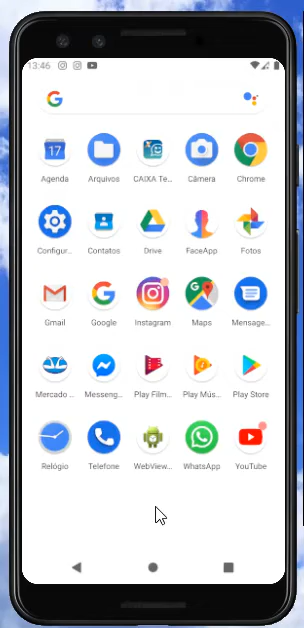 13:46
17
Agenda Arquivos CAIXA Te... Câmera Chrome
Configur... Contatos Drive FaceApp Fotos
Gmail Google Instagram Maps Mensage...
Mercado ... Messeng... Play Film... Play Mús... Play Store
Relógio Telefone WebView... WhatsApp YouTube